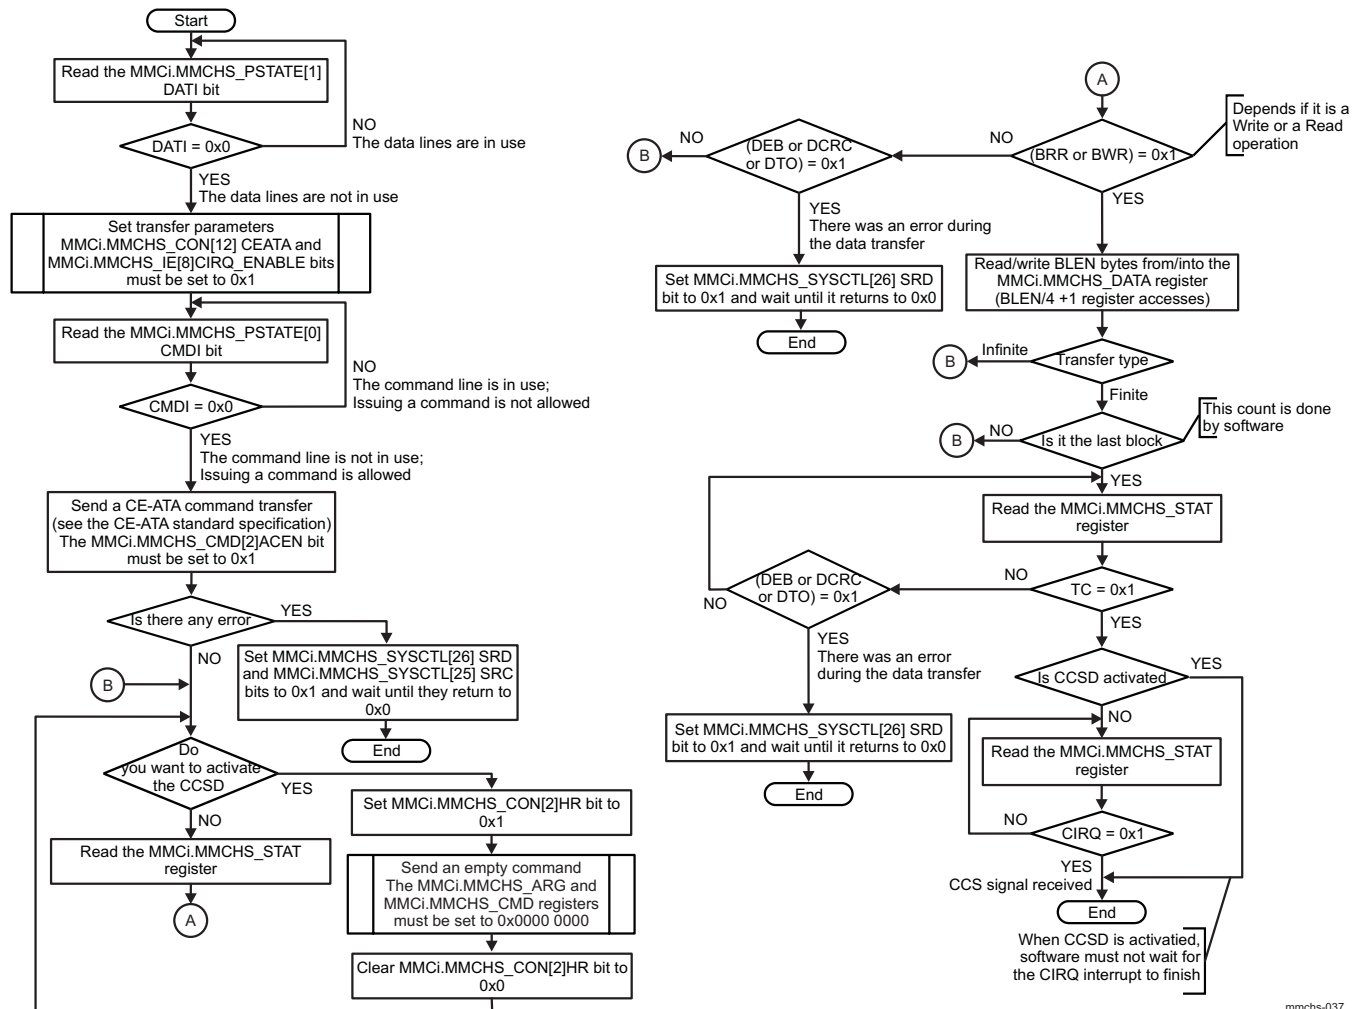 Start
Read the MMCi.MMCHS_PSTATE[1]
DATI bit
NO
The data lines are in use
DATI = 0x0
YES
The data lines are not in use
Set transfer parameters
MMCi.MMCHS_CON[12] CEATA and
MMCi.MMCHS_IE[8]CIRQ_ENABLE bits
must be set to 0x1
Read the MMCi.MMCHS_PSTATE[0]
CMDI bit
NO
The command line is in use;
Issuing a command is not allowed
CMDI = 0x0
YES
The command line is not in use;
Issuing a command is allowed
Send a CE-ATA command transfer
(see the CE-ATA standard specification)
The MMCi.MMCHS_CMD[2]ACEN bit
must be set to 0x1
Is there any error
YES
NO
Set MMCi.MMCHS_SYSCTL[26] SRD
and MMCi.MMCHS_SYSCTL[25] SRC
bits to 0x1 and wait until they return to
0x0
End
B
Do
you want to activate
the CCSD
YES
NO
Read the MMCi.MMCHS_STAT
register
A
Set MMCi.MMCHS_CON[2]HR bit to
0x1
Send an empty command
The MMCi.MMCHS_ARG and
MMCi.MMCHS_CMD registers
must be set to 0x0000 0000
Clear MMCi.MMCHS_CON[2]HR bit to
0x0
A
Depends if it is a
Write or a Read
operation
(BRR or BWR) = 0x1
NO
YES
(DEB or DCRC
or DTO) = 0x1
NO
B
YES
There was an error during
the data transfer
Set MMCi.MMCHS_SYSCTL[26] SRD
bit to 0x1 and wait until it returns to 0x0
End
Read/write BLEN bytes from/into the
MMCi.MMCHS_DATA register
(BLEN/4 +1 register accesses)
Transfer type
Infinite
B
Finite
This count is done
by software
Is it the last block
NO
B
YES
Read the MMCi.MMCHS_STAT
register
TC = 0x1
NO
YES
(DEB or DCRC
or DTO) = 0x1
NO
YES
There was an error
during the data transfer
Set MMCi.MMCHS_SYSCTL[26] SRD
bit to 0x1 and wait until it returns to 0x0
End
Is CCSD activated
YES
NO
Read the MMCi.MMCHS_STAT
register
CIRQ = 0x1
NO
YES
CCS signal received
End
When CCSD is activatied,
software must not wait for
the CIRQ interrupt to finish
mmchs-037